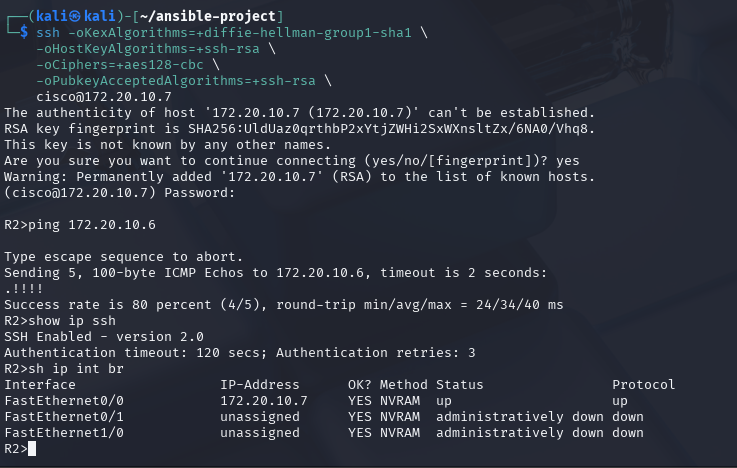 ┌──(kali㉿kali)-[~/ansible-project]
└─$ ssh -oKexAlgorithms=+diffie-hellman-group1-sha1 \
    -oHostKeyAlgorithms=+ssh-rsa \
    -oCiphers=+aes128-cbc \
    -oPubkeyAcceptedAlgorithms=+ssh-rsa \
    cisco@172.20.10.7
The authenticity of host '172.20.10.7 (172.20.10.7)' can't be established.
RSA key fingerprint is SHA256:UldUaz0qrthbP2xYtjZWHi2SxWXnsltZx/6NA0/Vhq8.
This key is not known by any other names.
Are you sure you want to continue connecting (yes/no/[fingerprint])? yes
Warning: Permanently added '172.20.10.7' (RSA) to the list of known hosts.
(cisco@172.20.10.7) Password:
R2>ping 172.20.10.6
Type escape sequence to abort.
Sending 5, 100-byte ICMP Echos to 172.20.10.6, timeout is 2 seconds:
.!!!!
Success rate is 80 percent (4/5), round-trip min/avg/max = 24/34/40 ms
R2>show ip ssh
SSH Enabled - version 2.0
Authentication timeout: 120 secs; Authentication retries: 3
R2>sh ip int br
Interface                  IP-Address      OK? Method Status                Protocol
FastEthernet0/0            172.20.10.7     YES NVRAM  up                    up
FastEthernet0/1            unassigned      YES NVRAM  administratively down down
FastEthernet1/0            unassigned      YES NVRAM  administratively down down
R2>